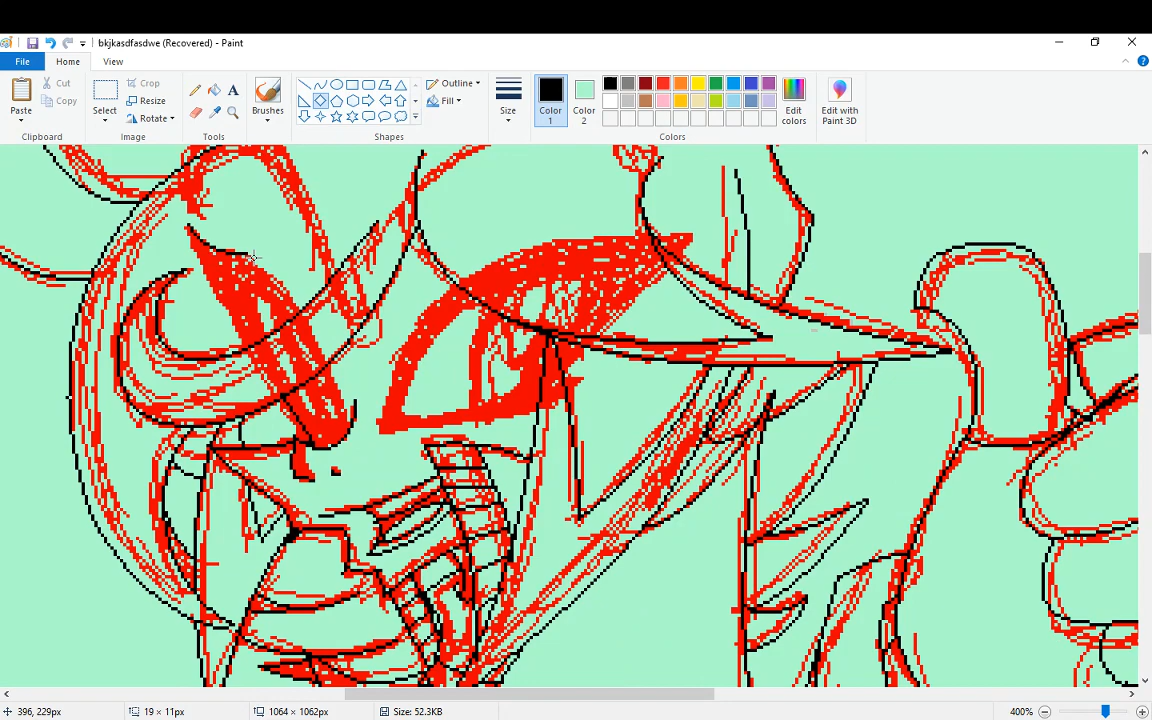 bkjkasdfasdwe (Recovered) - Paint
File Home View
Paste
Cut
Copy
Clipboard
Select
Crop
Resize
Rotate
Image
A
Tools
Brushes
Outline
Fill
Shapes
Size
Color 1
Color 2
Edit colors
Colors
Edit with Paint 3D
396, 229px
19 × 11px
1064 × 1062px
Size: 52.3KB
400%